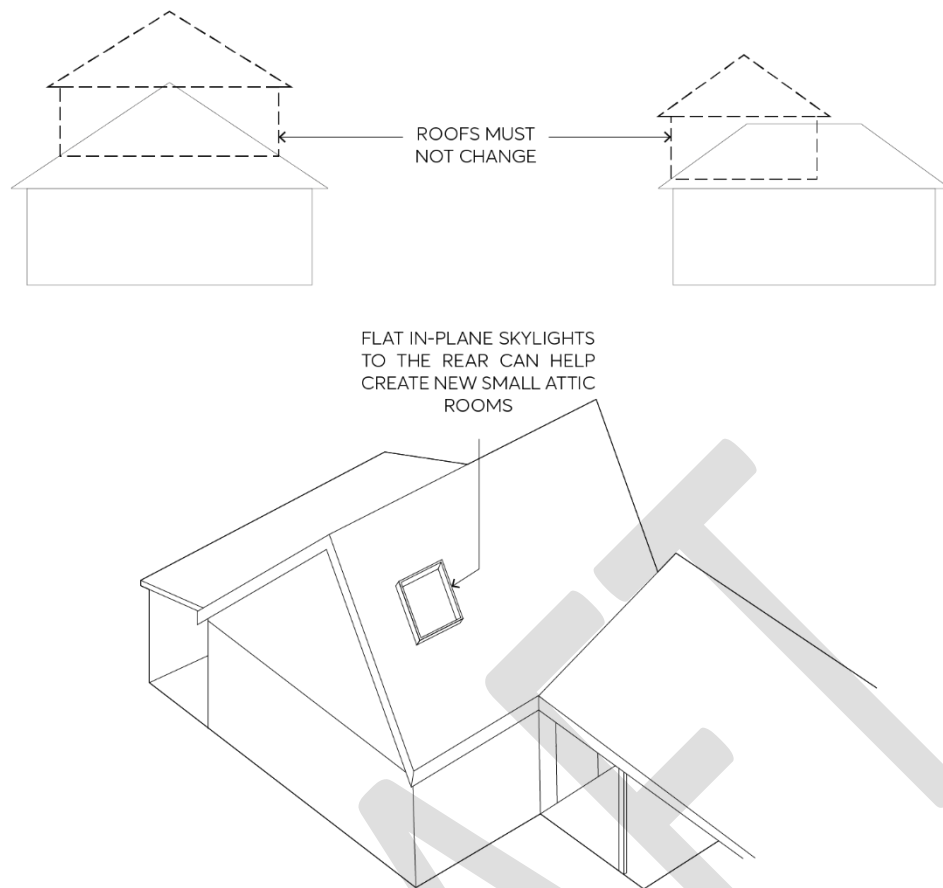 ROOFS MUST
NOT CHANGE
FLAT IN-PLANE SKYLIGHTS
TO THE REAR CAN HELP
CREATE NEW SMALL ATTIC
ROOMS